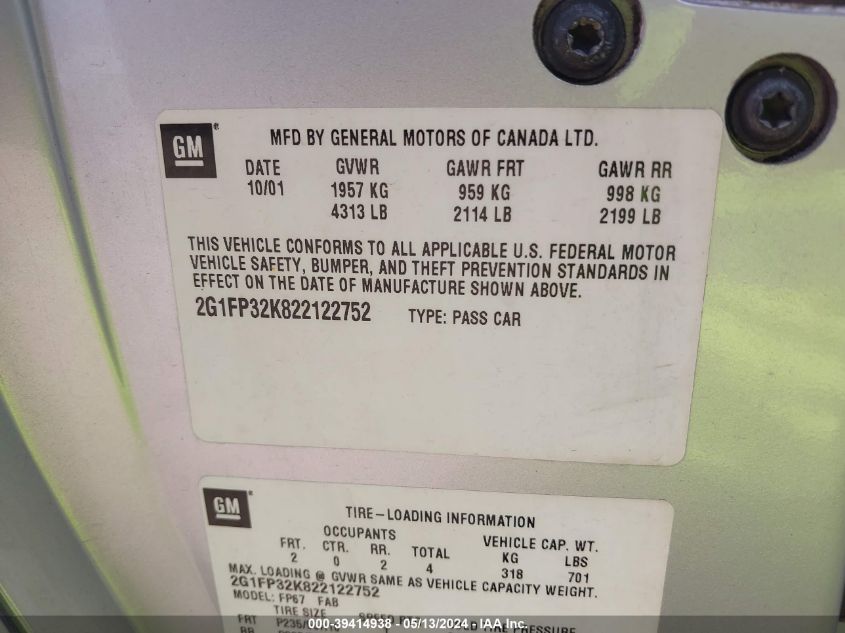 GM
MFD BY GENERAL MOTORS OF CANADA LTD.
DATE GVWR GAWR FRT GAWR RR
10/01 1957 KG 959 KG 998 KG
4313 LB 2114 LB 2199 LB
THIS VEHICLE CONFORMS TO ALL APPLICABLE U.S. FEDERAL MOTOR
VEHICLE SAFETY, BUMPER, AND THEFT PREVENTION STANDARDS IN
EFFECT ON THE DATE OF MANUFACTURE SHOWN ABOVE.
2G1FP32K822122752 TYPE: PASS CAR
GM
TIRE-LOADING INFORMATION
OCCUPANTS VEHICLE CAP. WT.
FRT. CTR. RR. TOTAL KG LBS
2 0 2 4 318 701
MAX. LOADING @ GVWR SAME AS VEHICLE CAPACITY WEIGHT.
2G1FP32K822122752
MODEL: FP67 FAB
TIRE SIZE PRESSURE
FRT P235/
000-39414938 - 05/13/2024 - IAA Inc.